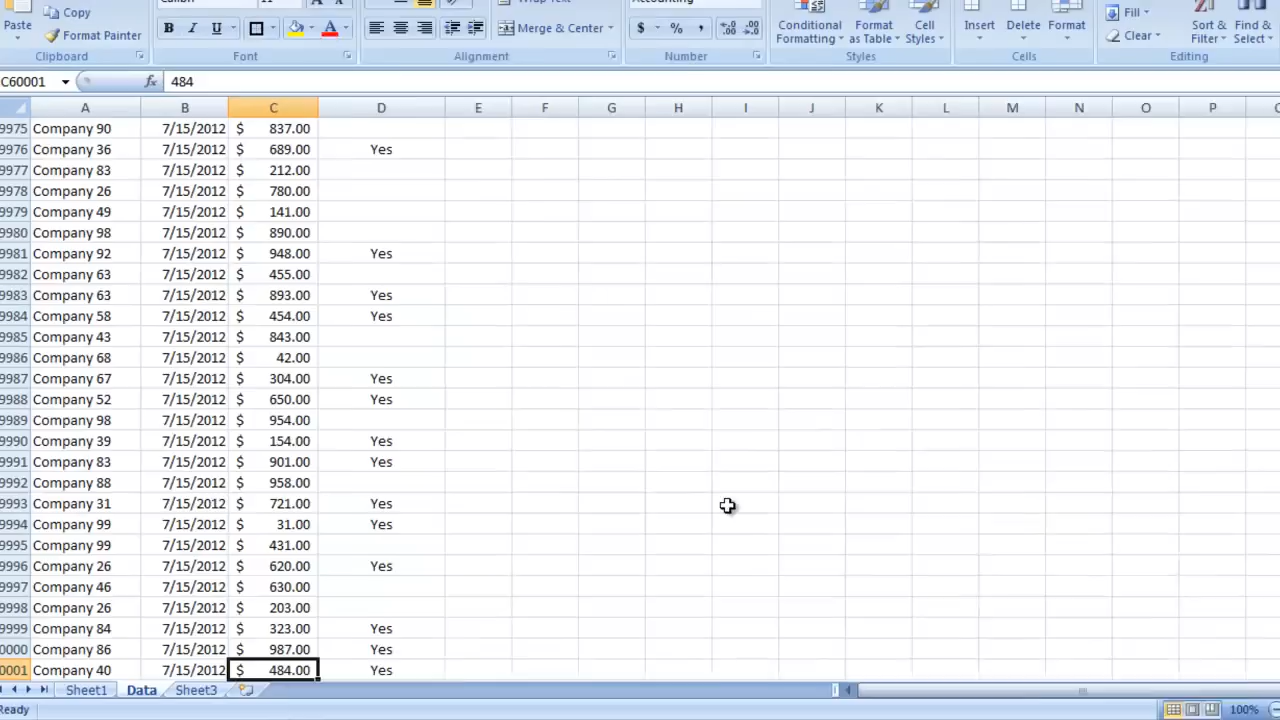 Copy
Calibri
11
Wrap Text
Accounting
Paste
Format Painter
B I U
A
Merge & Center
$ % ,
Conditional Formatting
Format as Table
Cell Styles
Insert
Delete
Format
Fill
Clear
Sort & Filter
Find & Select
Clipboard
Font
Alignment
Number
Styles
Cells
Editing
C60001
fx
484
A B C D E F G H I J K L M N O P
9975 Company 90 7/15/2012 $ 837.00
9976 Company 36 7/15/2012 $ 689.00 Yes
9977 Company 83 7/15/2012 $ 212.00
9978 Company 26 7/15/2012 $ 780.00
9979 Company 49 7/15/2012 $ 141.00
9980 Company 98 7/15/2012 $ 890.00
9981 Company 92 7/15/2012 $ 948.00 Yes
9982 Company 63 7/15/2012 $ 455.00
9983 Company 63 7/15/2012 $ 893.00 Yes
9984 Company 58 7/15/2012 $ 454.00 Yes
9985 Company 43 7/15/2012 $ 843.00
9986 Company 68 7/15/2012 $ 42.00
9987 Company 67 7/15/2012 $ 304.00 Yes
9988 Company 52 7/15/2012 $ 650.00 Yes
9989 Company 98 7/15/2012 $ 954.00
9990 Company 39 7/15/2012 $ 154.00 Yes
9991 Company 83 7/15/2012 $ 901.00 Yes
9992 Company 88 7/15/2012 $ 958.00
9993 Company 31 7/15/2012 $ 721.00 Yes
9994 Company 99 7/15/2012 $ 31.00 Yes
9995 Company 99 7/15/2012 $ 431.00
9996 Company 26 7/15/2012 $ 620.00 Yes
9997 Company 46 7/15/2012 $ 630.00
9998 Company 26 7/15/2012 $ 203.00
9999 Company 84 7/15/2012 $ 323.00 Yes
0000 Company 86 7/15/2012 $ 987.00 Yes
0001 Company 40 7/15/2012 $ 484.00 Yes
Sheet1 Data Sheet3
Ready
100%